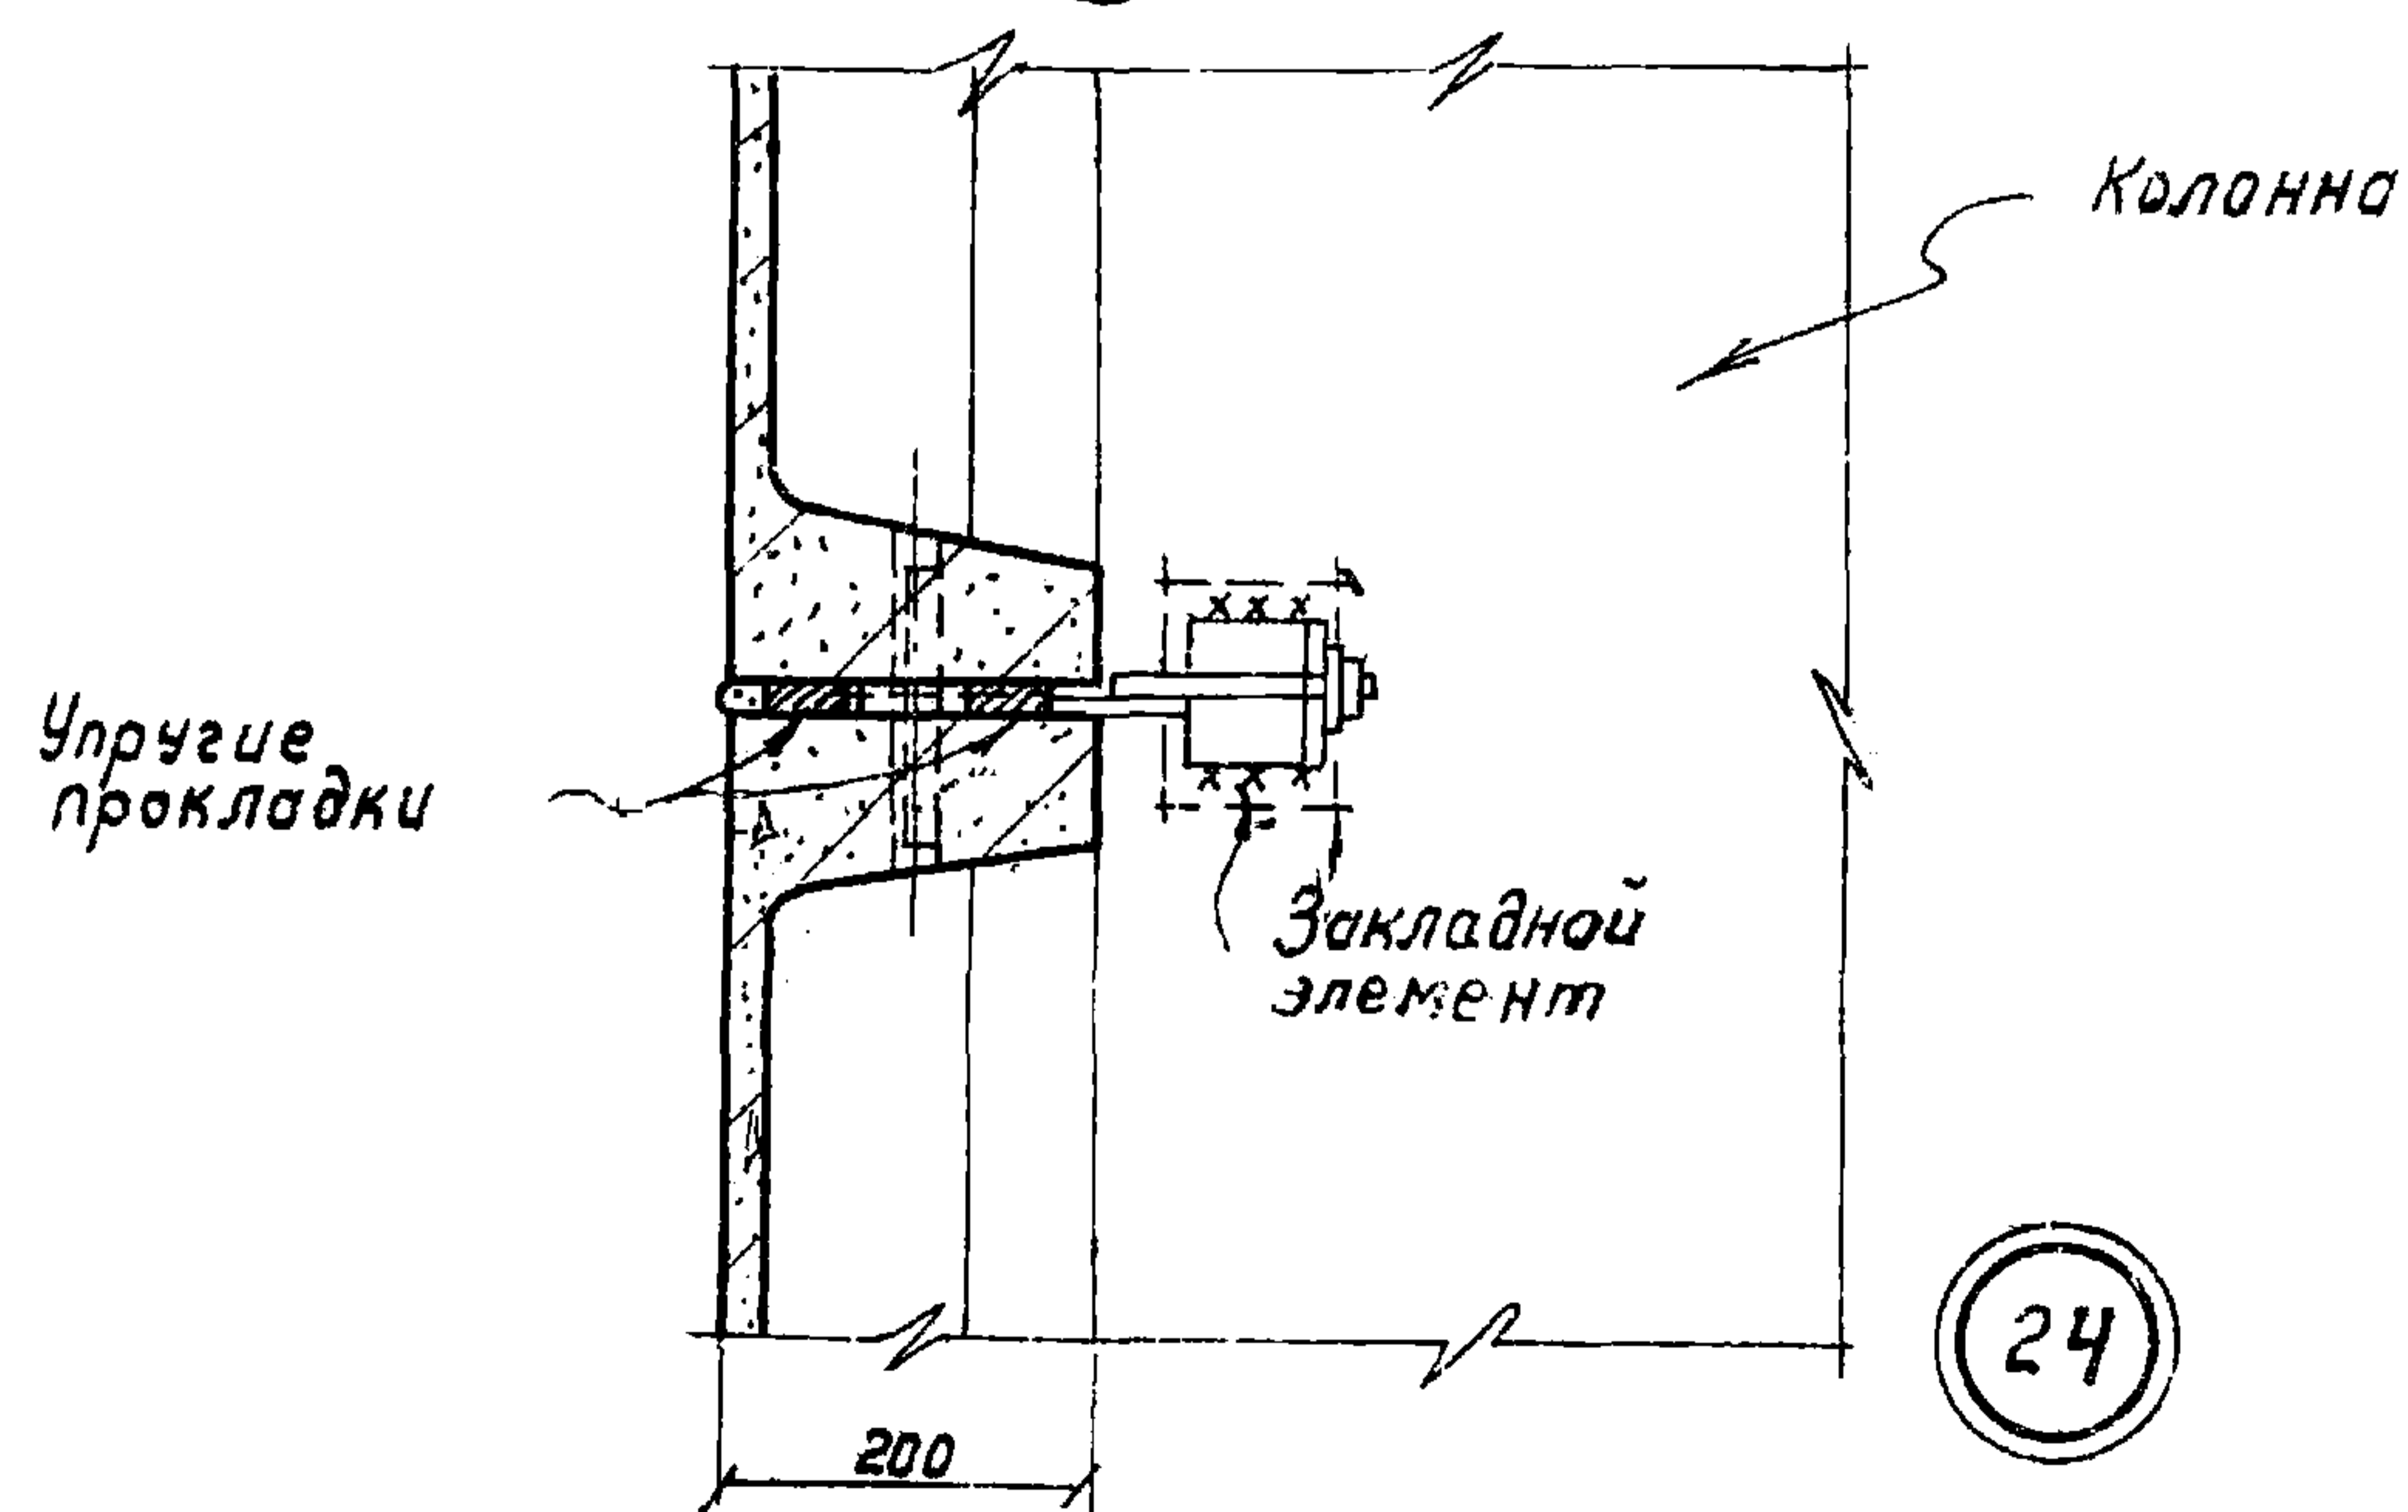 Колонна
Упругие
прокладки
Закладной
элемент
24
200